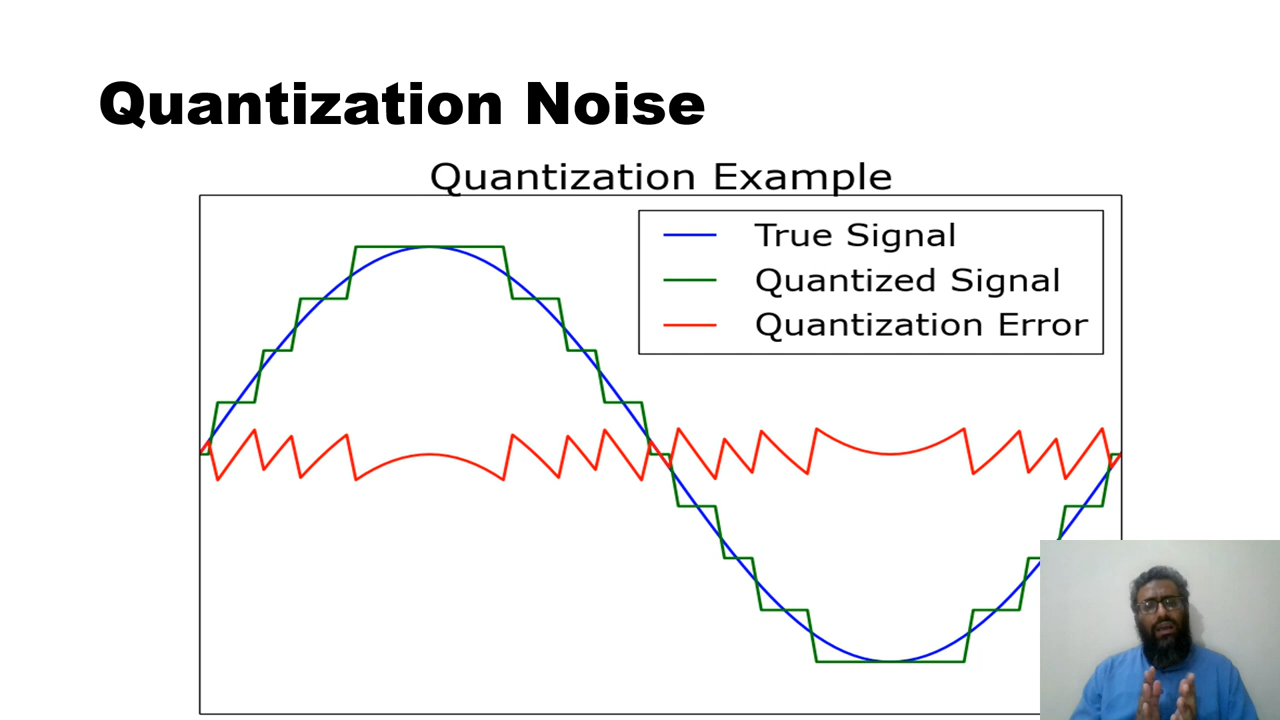 Quantization Noise
Quantization Example
True Signal
Quantized Signal
Quantization Error